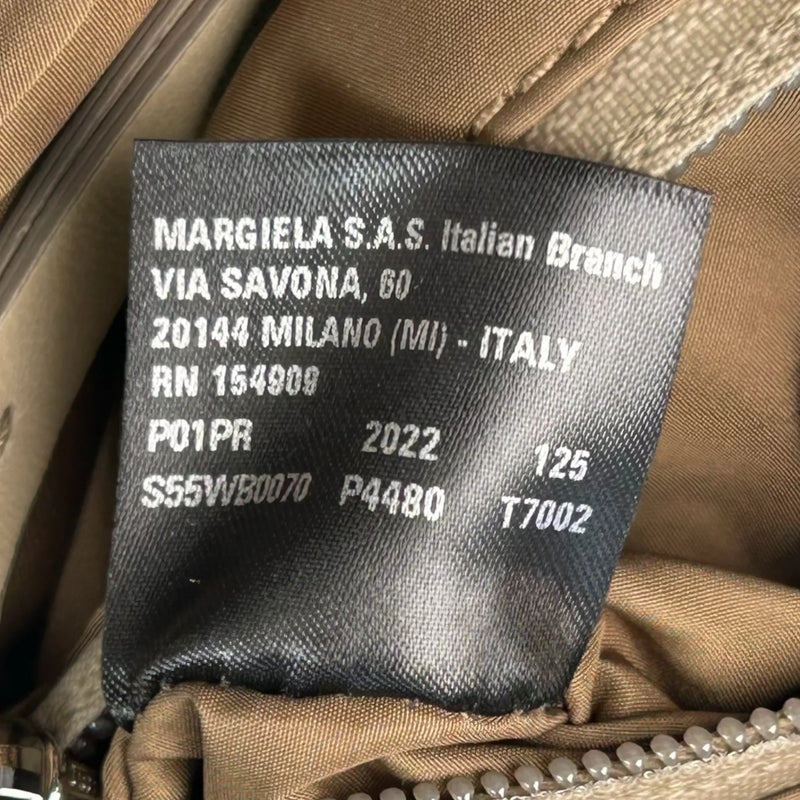 MARGIELA S.A.S. Italian Branch
VIA SAVONA, 60
20144 MILANO (MI) - ITALY
RN 154909
P01PR 2022 125
S55WB0070 P4480 T7002